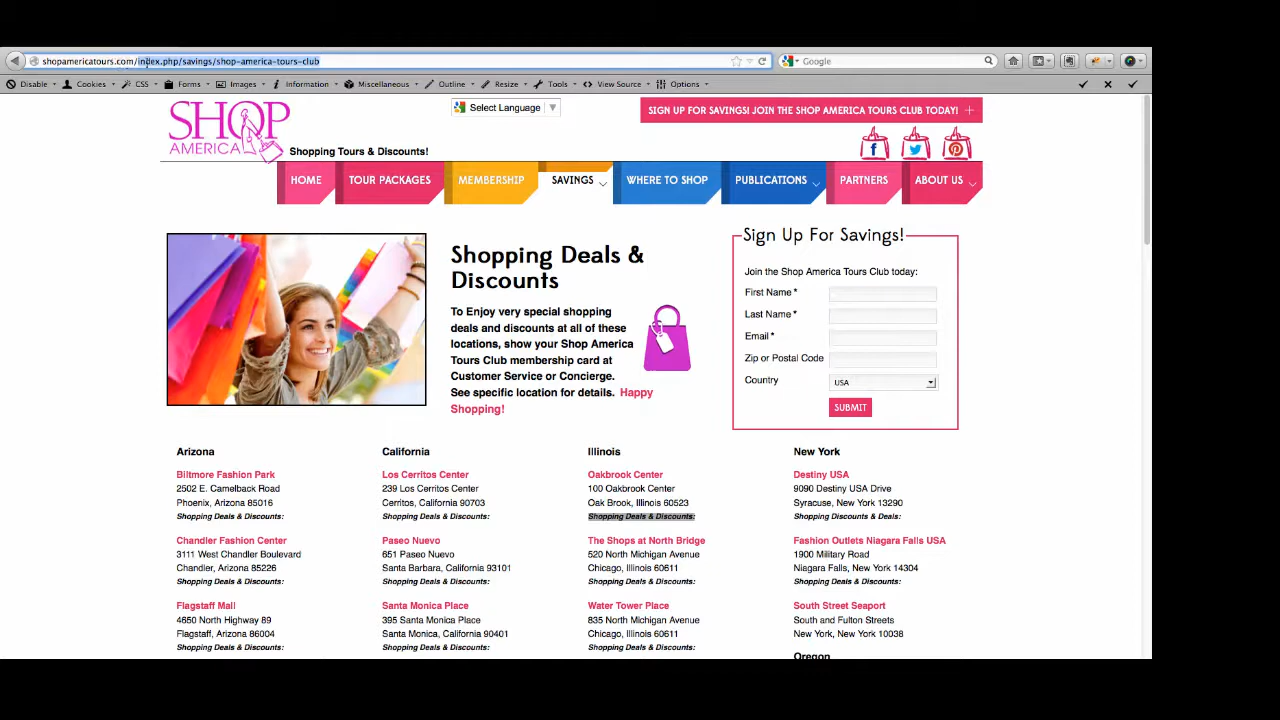 shopamericatours.com/index.php/savings/shop-america-tours-club
Google
Disable Cookies CSS Forms Images Information Miscellaneous Outline Resize Tools View Source Options
SHOP
AMERICA
Shopping Tours & Discounts!
Select Language
SIGN UP FOR SAVINGS! JOIN THE SHOP AMERICA TOURS CLUB TODAY! +
HOME TOUR PACKAGES MEMBERSHIP SAVINGS WHERE TO SHOP PUBLICATIONS PARTNERS ABOUT US
Shopping Deals &
Discounts
To Enjoy very special shopping
deals and discounts at all of these
locations, show your Shop America
Tours Club membership card at
Customer Service or Concierge.
See specific location for details. Happy
Shopping!
Sign Up For Savings!
Join the Shop America Tours Club today:
First Name *
Last Name *
Email *
Zip or Postal Code
Country USA
SUBMIT
Arizona
Biltmore Fashion Park
2502 E. Camelback Road
Phoenix, Arizona 85016
Shopping Deals & Discounts:
Chandler Fashion Center
3111 West Chandler Boulevard
Chandler, Arizona 85226
Shopping Deals & Discounts:
Flagstaff Mall
4650 North Highway 89
Flagstaff, Arizona 86004
Shopping Deals & Discounts:
California
Los Cerritos Center
239 Los Cerritos Center
Cerritos, California 90703
Shopping Deals & Discounts:
Paseo Nuevo
651 Paseo Nuevo
Santa Barbara, California 93101
Shopping Deals & Discounts:
Santa Monica Place
395 Santa Monica Place
Santa Monica, California 90401
Shopping Deals & Discounts:
Illinois
Oakbrook Center
100 Oakbrook Center
Oak Brook, Illinois 60523
Shopping Deals & Discounts:
The Shops at North Bridge
520 North Michigan Avenue
Chicago, Illinois 60611
Shopping Deals & Discounts:
Water Tower Place
835 North Michigan Avenue
Chicago, Illinois 60611
Shopping Deals & Discounts:
New York
Destiny USA
9090 Destiny USA Drive
Syracuse, New York 13290
Shopping Discounts & Deals:
Fashion Outlets Niagara Falls USA
1900 Military Road
Niagara Falls, New York 14304
Shopping Deals & Discounts:
South Street Seaport
South and Fulton Streets
New York, New York 10038
Oregon